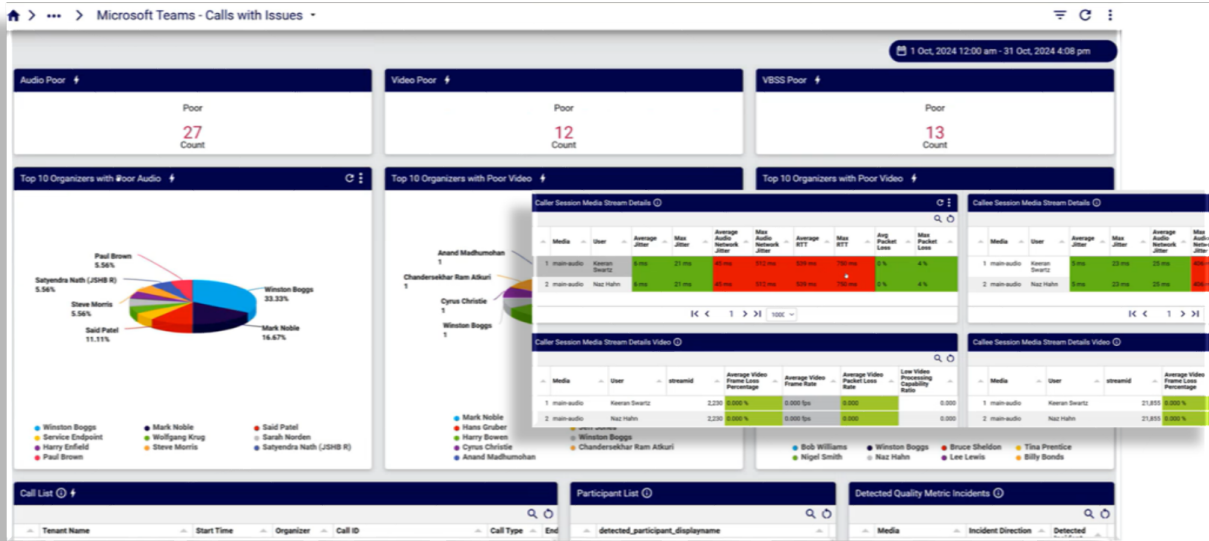 > ... > Microsoft Teams - Calls with Issues
1 Oct, 2024 12:00 am - 31 Oct, 2024 4:08 pm
Audio Poor
Video Poor
VBSS Poor
Poor
27
Count
Poor
12
Count
Poor
13
Count
Top 10 Organizers with Poor Audio
Paul Brown
5.56%
Satyendra Nath (JSHB R)
5.56%
Steve Morris
5.56%
Said Patel
11.11%
Winston Boggs
33.33%
Mark Noble
16.67%
Winston Boggs Mark Noble Said Patel
Service Endpoint Wolfgang Krug Sarah Norden
Harry Enfield Steve Morris Satyendra Nath (JSHB R)
Paul Brown
Top 10 Organizers with Poor Video
Anand Madhumohan
1
Chandersekhar Ram Atkuri
1
Cyrus Christie
1
Winston Boggs
1
Mark Noble
Hans Gruber
Harry Bowen Winston Boggs
Cyrus Christie Chandersekhar Ram Atkuri
Anand Madhumohan
Top 10 Organizers with Poor Video
Bob Williams Winston Boggs Bruce Sheldon Tina Prentice
Nigel Smith Naz Hahn Lee Lewis Billy Bonds
Caller Session Media Stream Details
Media User Average Jitter Max Jitter Average Audio Network Jitter Max Audio Network Jitter Average RTT Max RTT Avg Packet Loss Max Packet Loss
1 main-audio Keeran Swartz 6 ms 21 ms 512 ms 0 % 4 %
2 main-audio Naz Hahn 6 ms 21 ms 512 ms 0 % 4 %
1
Callee Session Media Stream Details
Media User Average Jitter Max Jitter Average Audio Network Jitter
1 main-audio Keeran Swartz 5 ms 23 ms 25 ms
2 main-audio Naz Hahn 5 ms 23 ms 25 ms
1
Caller Session Media Stream Details Video
Media User streamid Average Video Frame Loss Percentage Average Video Frame Rate Average Video Packet Loss Rate Low Video Processing Capability Ratio
1 main-audio Keeran Swartz 2,230 0.000 % 0.000 fps 0.000 0.000
2 main-audio Naz Hahn 2,230 0.000 % 0.000 fps 0.000 0.000
Callee Session Media Stream Details Video
Media User streamid Average Video Frame Loss Percentage
1 main-audio Keeran Swartz 21,855 0.000 %
2 main-audio Naz Hahn 21,855 0.000 %
Call List
Tenant Name Start Time Organizer Call ID Call Type End
Participant List
detected_participant_displayname
Detected Quality Metric Incidents
Media Incident Direction Detected